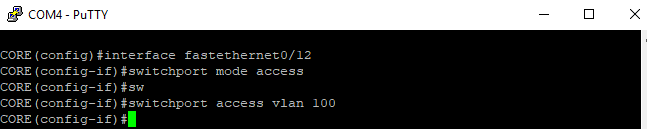 COM4 - PuTTY
CORE(config)#interface fastethernet0/12
CORE(config-if)#switchport mode access
CORE(config-if)#sw
CORE(config-if)#switchport access vlan 100
CORE(config-if)#